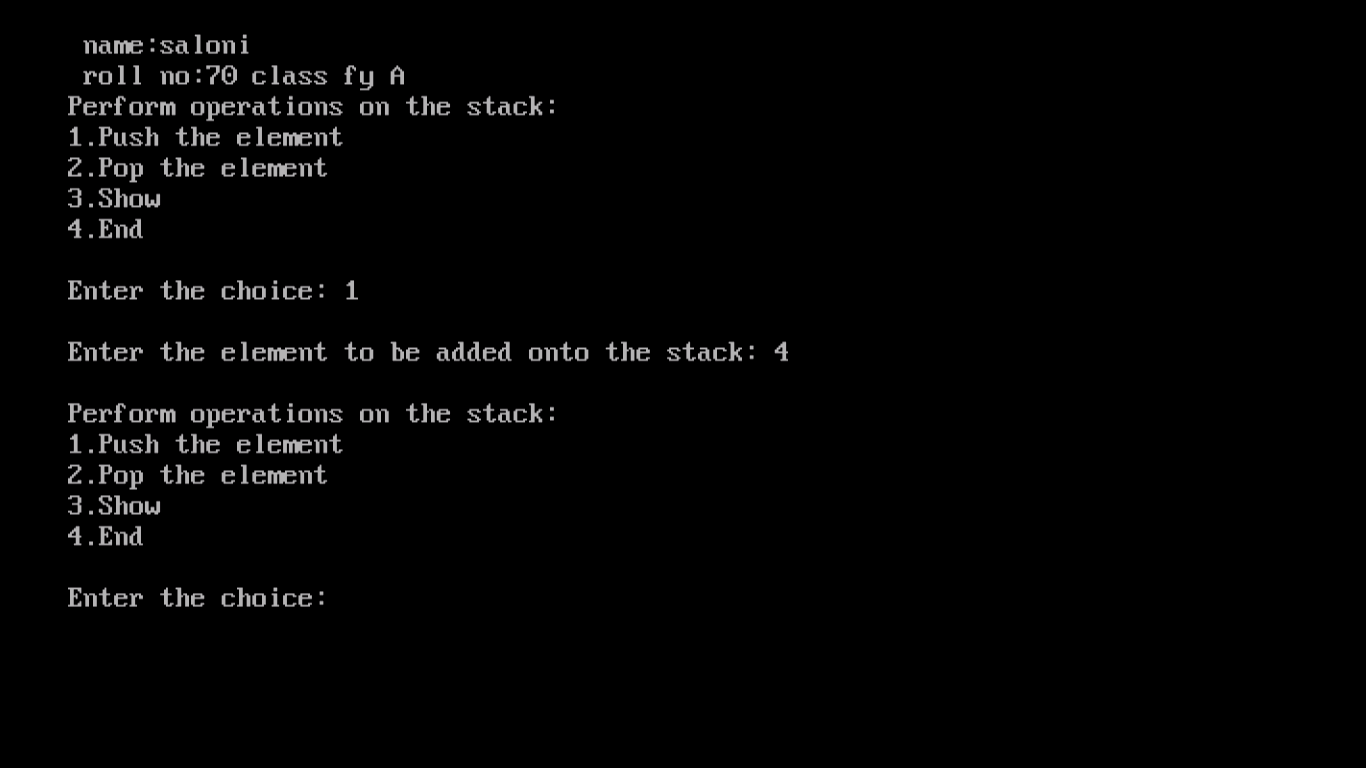 name:saloni
roll no:70 class fy A
Perform operations on the stack:
1.Push the element
2.Pop the element
3.Show
4.End
Enter the choice: 1
Enter the element to be added onto the stack: 4
Perform operations on the stack:
1.Push the element
2.Pop the element
3.Show
4.End
Enter the choice: